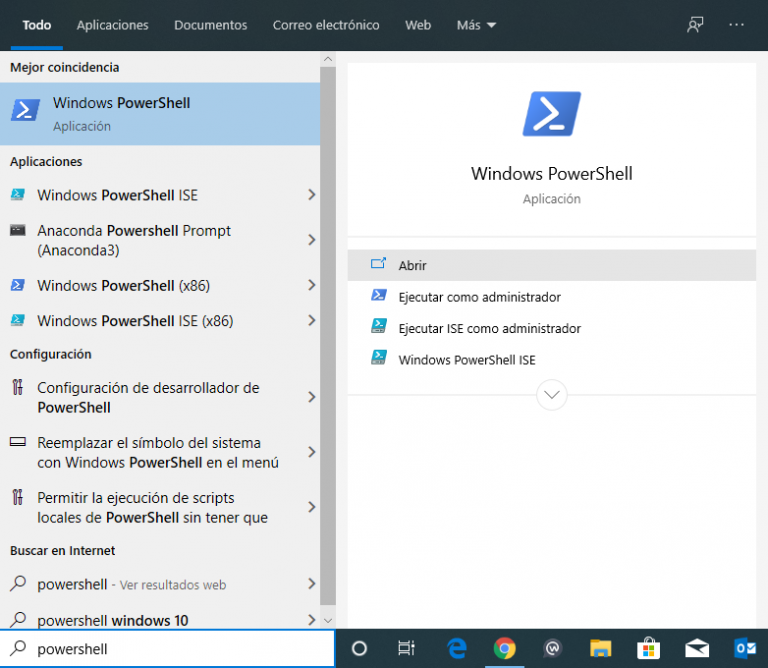 Todo Aplicaciones Documentos Correo electrónico Web Más
Mejor coincidencia
Windows PowerShell
Aplicación
Aplicaciones
Windows PowerShell ISE
Anaconda Powershell Prompt
(Anaconda3)
Windows PowerShell (x86)
Windows PowerShell ISE (x86)
Configuración
Configuración de desarrollador de
PowerShell
Reemplazar el símbolo del sistema
con Windows PowerShell en el menú
Permitir la ejecución de scripts
locales de PowerShell sin tener que
Buscar en Internet
powershell - Ver resultados web
powershell windows 10
powershell
Windows PowerShell
Aplicación
Abrir
Ejecutar como administrador
Ejecutar ISE como administrador
Windows PowerShell ISE